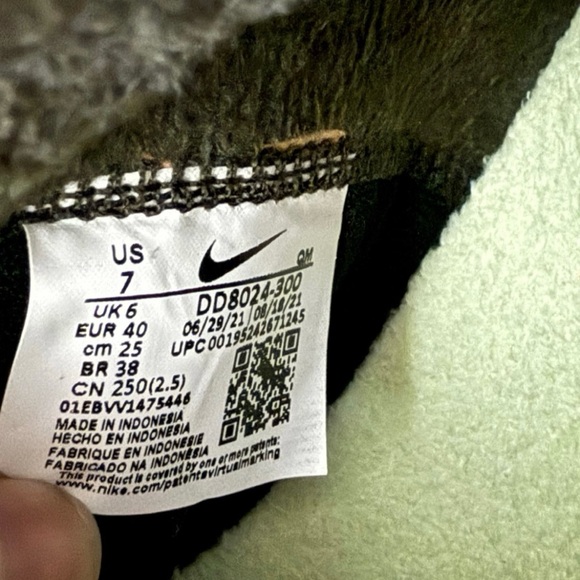 US
7
QM
UK 6
EUR 40
cm 25
BR 38
CN 250(2.5)
DD8024-300
06/29/21 08/18/21
UPC 00195242671245
01EBVV1475446
MADE IN INDONESIA
HECHO EN INDONESIA
FABRIQUE EN INDONESIE
FABRICADO NA INDONÉSIA
This product is covered by one or more patents:
www.nike.com/patentsvirtualmarking